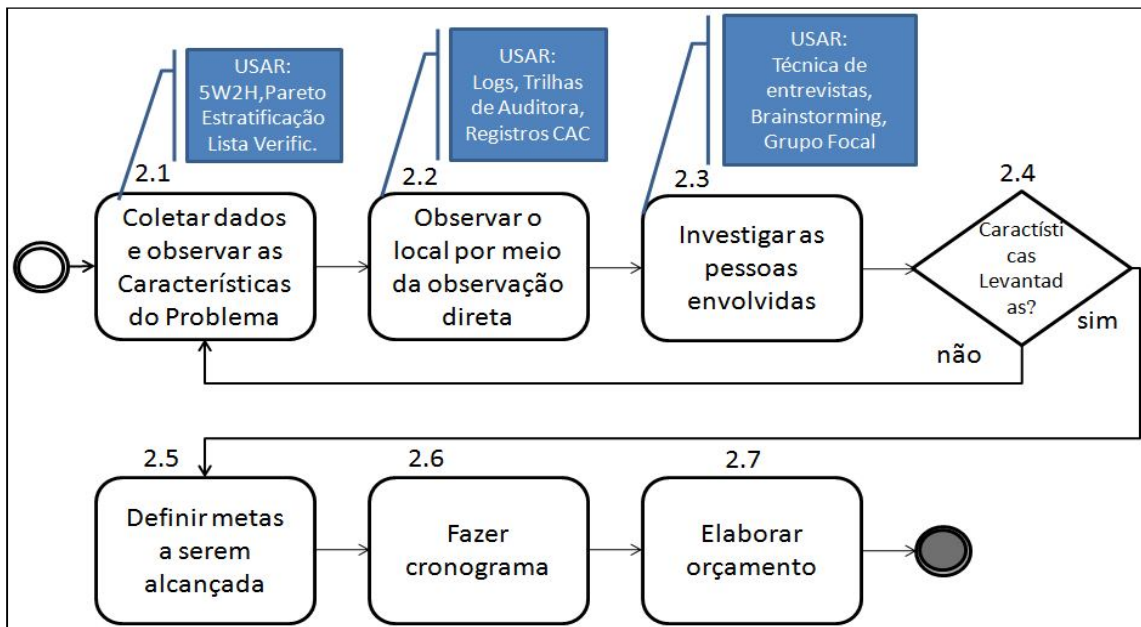 USAR:
5W2H,Pareto
Estratificação
Lista Verific.
USAR:
Logs, Trilhas
de Auditora,
Registros CAC
USAR:
Técnica de
entrevistas,
Brainstorming,
Grupo Focal
2.1
Coletar dados
e observar as
Características
do Problema
2.2
Observar o
local por meio
da observação
direta
2.3
Investigar as
pessoas
envolvidas
2.4
Caractísti
cas
Levantad
as?
sim
não
2.5
Definir metas
a serem
alcançada
2.6
Fazer
cronograma
2.7
Elaborar
orçamento